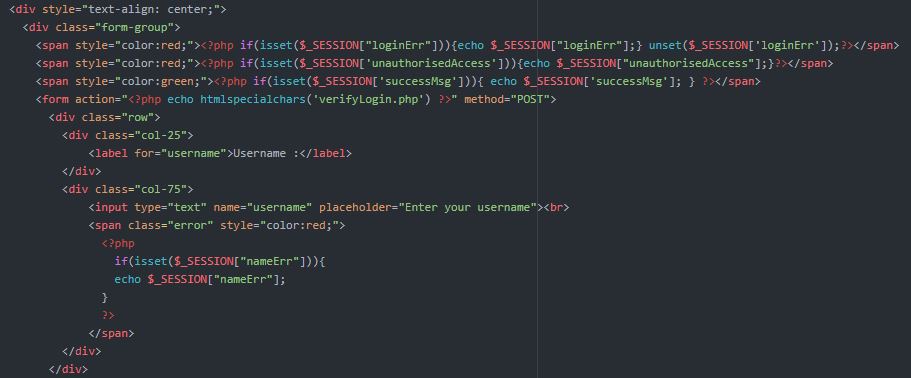 <div style="text-align: center;">
<div class="form-group">
<span style="color:red;"><?php if(isset($_SESSION["loginErr"])){echo $_SESSION["loginErr"];} unset($_SESSION['loginErr']);?></span>
<span style="color:red;"><?php if(isset($_SESSION['unauthorisedAccess'])){echo $_SESSION["unauthorisedAccess"];}?></span>
<span style="color:green;"><?php if(isset($_SESSION['successMsg'])){ echo $_SESSION['successMsg']; } ?></span>
<form action="<?php echo htmlspecialchars('verifyLogin.php') ?>" method="POST">
<div class="row">
<div class="col-25">
<label for="username">Username :</label>
</div>
<div class="col-75">
<input type="text" name="username" placeholder="Enter your username"><br>
<span class="error" style="color:red;">
<?php
if(isset($_SESSION["nameErr"])){
echo $_SESSION["nameErr"];
}
?>
</span>
</div>
</div>